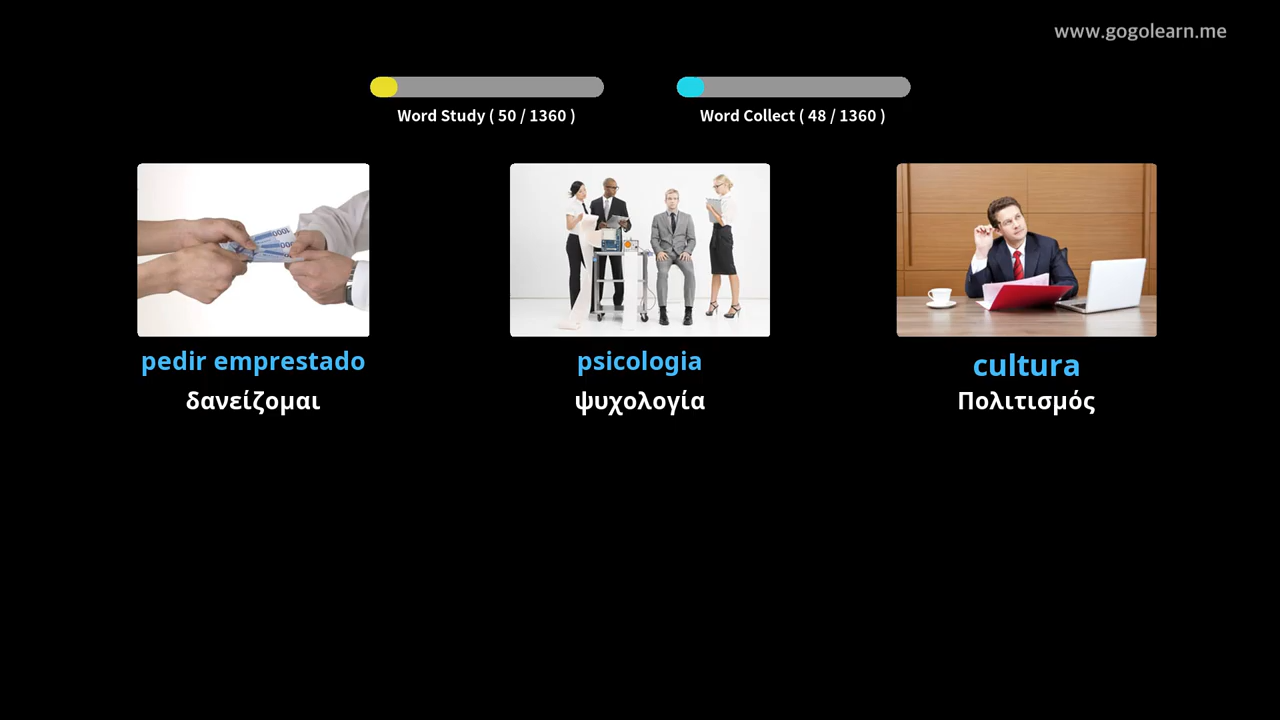 www.gogolearn.me
Word Study ( 50 / 1360 )
Word Collect ( 48 / 1360 )
pedir emprestado
δανείζομαι
psicologia
ψυχολογία
cultura
Πολιτισμός